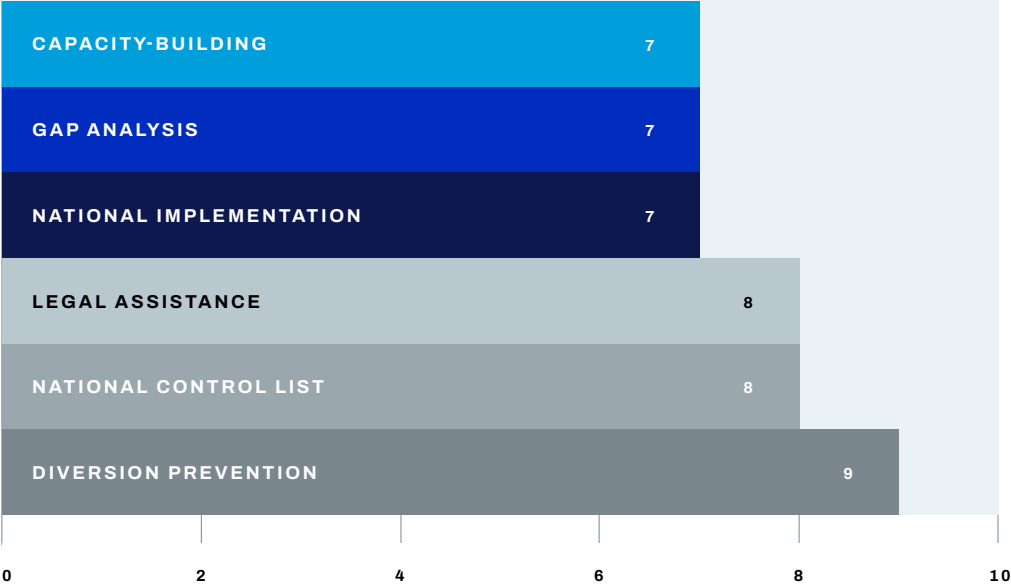 CAPACITY-BUILDING 7
GAP ANALYSIS 7
NATIONAL IMPLEMENTATION 7
LEGAL ASSISTANCE 8
NATIONAL CONTROL LIST 8
DIVERSION PREVENTION 9
0 2 4 6 8 10